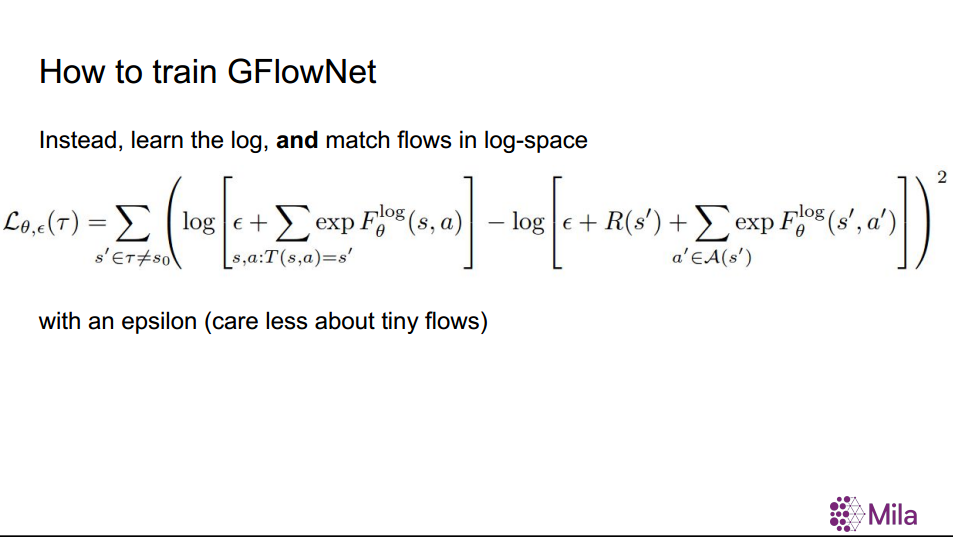 How to train GFlowNet
Instead, learn the log, and match flows in log-space
$\mathcal{L}_{\theta,\epsilon}(\tau) = \sum_{s' \in \tau \neq s_0} \left( \log \left[ \epsilon + \sum_{s,a:T(s,a)=s'} \exp F_\theta^{\log}(s,a) \right] - \log \left[ \epsilon + R(s') + \sum_{a' \in \mathcal{A}(s')} \exp F_\theta^{\log}(s',a') \right] \right)^2$
with an epsilon (care less about tiny flows)
Mila